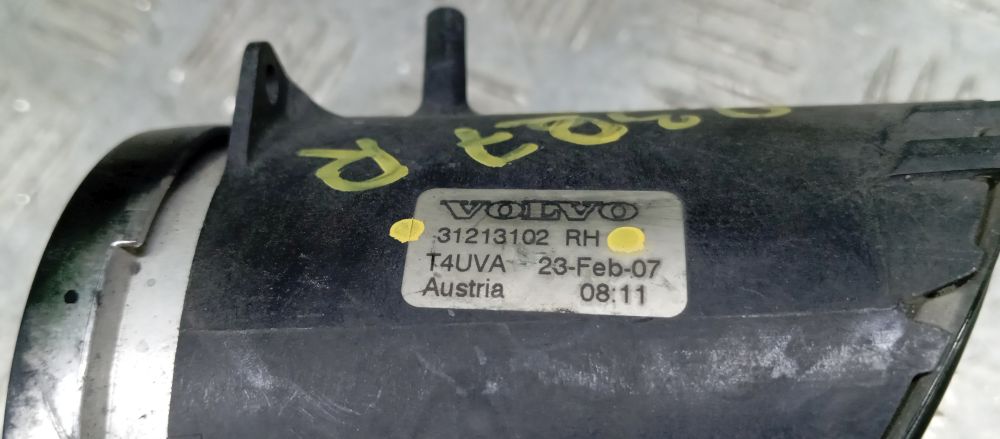 VOLVO
31213102 RH
T4UVA 23-Feb-07
Austria 08:11